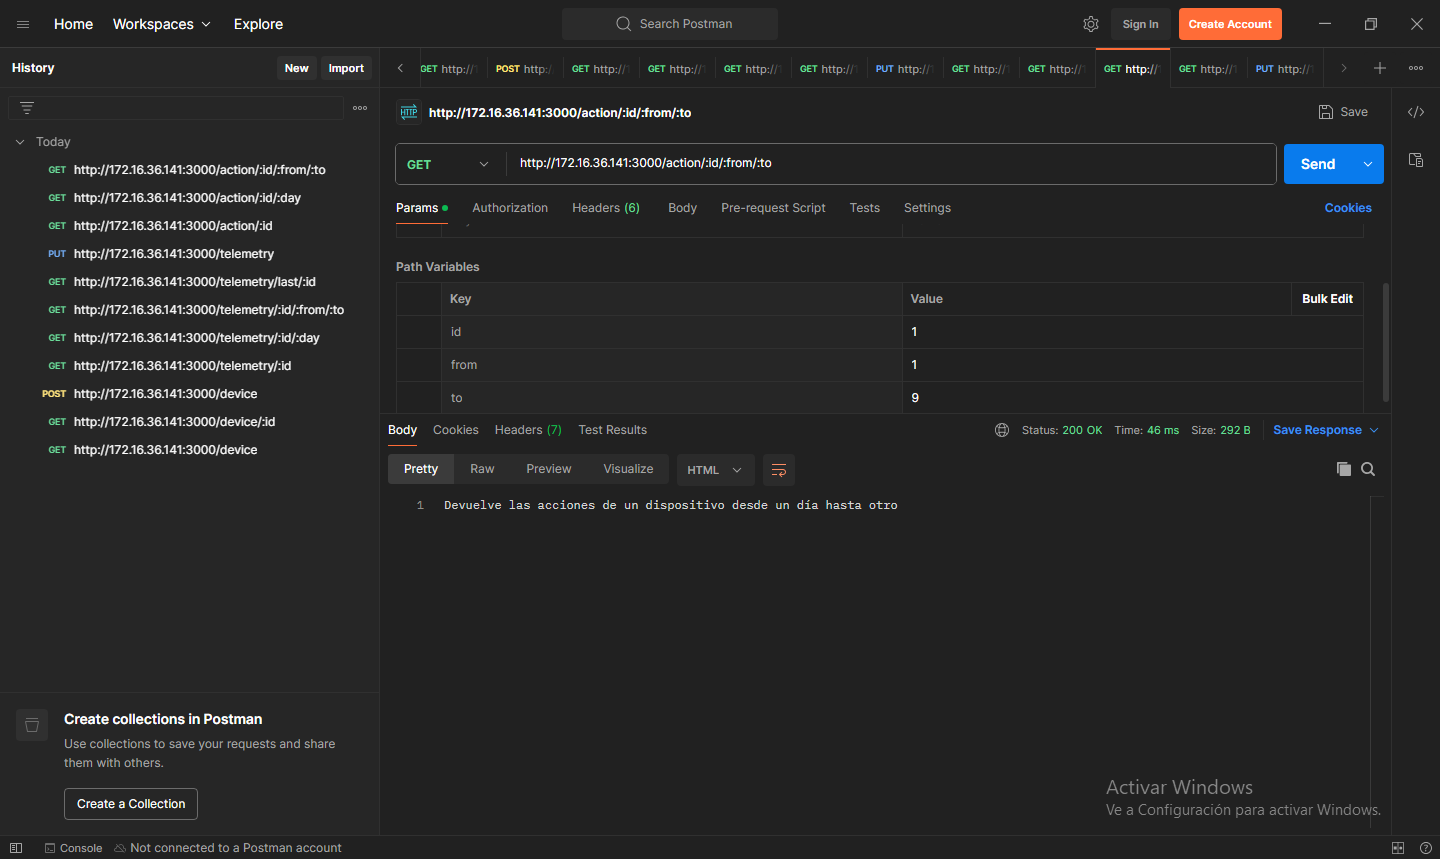 Home Workspaces Explore Search Postman Sign In Create Account
History New Import
GET http:// POST http: GET http:// GET http:// GET http:// GET http:// PUT http:// GET http:// GET http:// GET http:// GET http:// PUT http://
HTTP http://172.16.36.141:3000/action/:id/:from/:to Save
Today
GET http://172.16.36.141:3000/action/:id/:from/:to
GET http://172.16.36.141:3000/action/:id/:day
GET http://172.16.36.141:3000/action/:id
PUT http://172.16.36.141:3000/telemetry
GET http://172.16.36.141:3000/telemetry/last/:id
GET http://172.16.36.141:3000/telemetry/:id/:from/:to
GET http://172.16.36.141:3000/telemetry/:id/:day
GET http://172.16.36.141:3000/telemetry/:id
POST http://172.16.36.141:3000/device
GET http://172.16.36.141:3000/device/:id
GET http://172.16.36.141:3000/device
GET http://172.16.36.141:3000/action/:id/:from/:to Send
Params Authorization Headers (6) Body Pre-request Script Tests Settings Cookies
Path Variables
Key Value Bulk Edit
id 1
from 1
to 9
Body Cookies Headers (7) Test Results Status: 200 OK Time: 46 ms Size: 292 B Save Response
Pretty Raw Preview Visualize HTML
1 Devuelve las acciones de un dispositivo desde un día hasta otro
Create collections in Postman
Use collections to save your requests and share
them with others.
Create a Collection
Activar Windows
Ve a Configuración para activar Windows.
Console Not connected to a Postman account